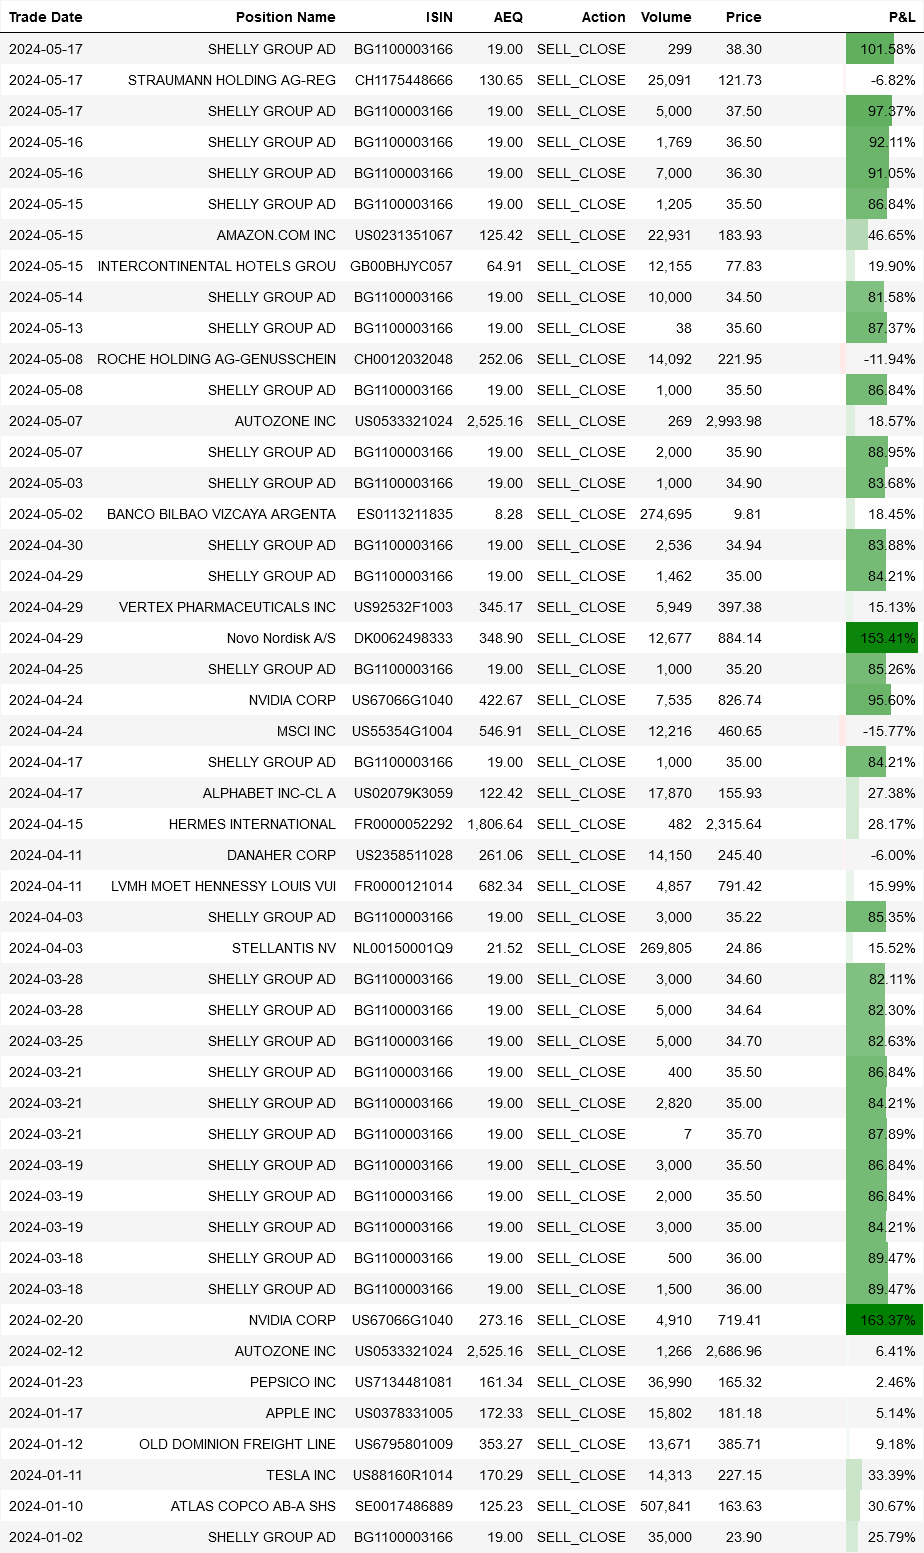 Trade Date Position Name ISIN AEQ Action Volume Price P&L
2024-05-17 SHELLY GROUP AD BG1100003166 19.00 SELL_CLOSE 299 38.30 101.58%
2024-05-17 STRAUMANN HOLDING AG-REG CH1175448666 130.65 SELL_CLOSE 25,091 121.73 -6.82%
2024-05-17 SHELLY GROUP AD BG1100003166 19.00 SELL_CLOSE 5,000 37.50 97.37%
2024-05-16 SHELLY GROUP AD BG1100003166 19.00 SELL_CLOSE 1,769 36.50 92.11%
2024-05-16 SHELLY GROUP AD BG1100003166 19.00 SELL_CLOSE 7,000 36.30 91.05%
2024-05-15 SHELLY GROUP AD BG1100003166 19.00 SELL_CLOSE 1,205 35.50 86.84%
2024-05-15 AMAZON.COM INC US0231351067 125.42 SELL_CLOSE 22,931 183.93 46.65%
2024-05-15 INTERCONTINENTAL HOTELS GROU GB00BHJYC057 64.91 SELL_CLOSE 12,155 77.83 19.90%
2024-05-14 SHELLY GROUP AD BG1100003166 19.00 SELL_CLOSE 10,000 34.50 81.58%
2024-05-13 SHELLY GROUP AD BG1100003166 19.00 SELL_CLOSE 38 35.60 87.37%
2024-05-08 ROCHE HOLDING AG-GENUSSCHEIN CH0012032048 252.06 SELL_CLOSE 14,092 221.95 -11.94%
2024-05-08 SHELLY GROUP AD BG1100003166 19.00 SELL_CLOSE 1,000 35.50 86.84%
2024-05-07 AUTOZONE INC US0533321024 2,525.16 SELL_CLOSE 269 2,993.98 18.57%
2024-05-07 SHELLY GROUP AD BG1100003166 19.00 SELL_CLOSE 2,000 35.90 88.95%
2024-05-03 SHELLY GROUP AD BG1100003166 19.00 SELL_CLOSE 1,000 34.90 83.68%
2024-05-02 BANCO BILBAO VIZCAYA ARGENTA ES0113211835 8.28 SELL_CLOSE 274,695 9.81 18.45%
2024-04-30 SHELLY GROUP AD BG1100003166 19.00 SELL_CLOSE 2,536 34.94 83.88%
2024-04-29 SHELLY GROUP AD BG1100003166 19.00 SELL_CLOSE 1,462 35.00 84.21%
2024-04-29 VERTEX PHARMACEUTICALS INC US92532F1003 345.17 SELL_CLOSE 5,949 397.38 15.13%
2024-04-29 Novo Nordisk A/S DK0062498333 348.90 SELL_CLOSE 12,677 884.14 153.41%
2024-04-25 SHELLY GROUP AD BG1100003166 19.00 SELL_CLOSE 1,000 35.20 85.26%
2024-04-24 NVIDIA CORP US67066G1040 422.67 SELL_CLOSE 7,535 826.74 95.60%
2024-04-24 MSCI INC US55354G1004 546.91 SELL_CLOSE 12,216 460.65 -15.77%
2024-04-17 SHELLY GROUP AD BG1100003166 19.00 SELL_CLOSE 1,000 35.00 84.21%
2024-04-17 ALPHABET INC-CL A US02079K3059 122.42 SELL_CLOSE 17,870 155.93 27.38%
2024-04-15 HERMES INTERNATIONAL FR0000052292 1,806.64 SELL_CLOSE 482 2,315.64 28.17%
2024-04-11 DANAHER CORP US2358511028 261.06 SELL_CLOSE 14,150 245.40 -6.00%
2024-04-11 LVMH MOET HENNESSY LOUIS VUI FR0000121014 682.34 SELL_CLOSE 4,857 791.42 15.99%
2024-04-03 SHELLY GROUP AD BG1100003166 19.00 SELL_CLOSE 3,000 35.22 85.35%
2024-04-03 STELLANTIS NV NL00150001Q9 21.52 SELL_CLOSE 269,805 24.86 15.52%
2024-03-28 SHELLY GROUP AD BG1100003166 19.00 SELL_CLOSE 3,000 34.60 82.11%
2024-03-28 SHELLY GROUP AD BG1100003166 19.00 SELL_CLOSE 5,000 34.64 82.30%
2024-03-25 SHELLY GROUP AD BG1100003166 19.00 SELL_CLOSE 5,000 34.70 82.63%
2024-03-21 SHELLY GROUP AD BG1100003166 19.00 SELL_CLOSE 400 35.50 86.84%
2024-03-21 SHELLY GROUP AD BG1100003166 19.00 SELL_CLOSE 2,820 35.00 84.21%
2024-03-21 SHELLY GROUP AD BG1100003166 19.00 SELL_CLOSE 7 35.70 87.89%
2024-03-19 SHELLY GROUP AD BG1100003166 19.00 SELL_CLOSE 3,000 35.50 86.84%
2024-03-19 SHELLY GROUP AD BG1100003166 19.00 SELL_CLOSE 2,000 35.50 86.84%
2024-03-19 SHELLY GROUP AD BG1100003166 19.00 SELL_CLOSE 3,000 35.00 84.21%
2024-03-18 SHELLY GROUP AD BG1100003166 19.00 SELL_CLOSE 500 36.00 89.47%
2024-03-18 SHELLY GROUP AD BG1100003166 19.00 SELL_CLOSE 1,500 36.00 89.47%
2024-02-20 NVIDIA CORP US67066G1040 273.16 SELL_CLOSE 4,910 719.41 163.37%
2024-02-12 AUTOZONE INC US0533321024 2,525.16 SELL_CLOSE 1,266 2,686.96 6.41%
2024-01-23 PEPSICO INC US7134481081 161.34 SELL_CLOSE 36,990 165.32 2.46%
2024-01-17 APPLE INC US0378331005 172.33 SELL_CLOSE 15,802 181.18 5.14%
2024-01-12 OLD DOMINION FREIGHT LINE US6795801009 353.27 SELL_CLOSE 13,671 385.71 9.18%
2024-01-11 TESLA INC US88160R1014 170.29 SELL_CLOSE 14,313 227.15 33.39%
2024-01-10 ATLAS COPCO AB-A SHS SE0017486889 125.23 SELL_CLOSE 507,841 163.63 30.67%
2024-01-02 SHELLY GROUP AD BG1100003166 19.00 SELL_CLOSE 35,000 23.90 25.79%